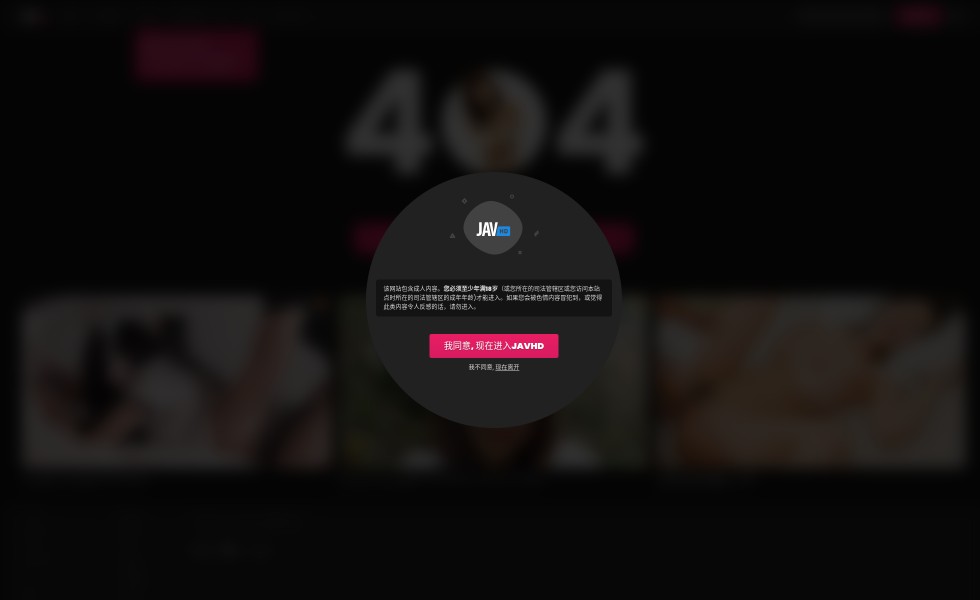 404
JAV HD
该网站包含成人内容。您必须至少年满18岁（或您所在的司法管辖区或您访问本站
点时所在的司法管辖区的成年年龄)才能进入。如果您会被色情内容冒犯到，或觉得
此类内容令人反感的话，请勿进入。
我同意, 现在进入JAVHD
我不同意, 现在离开